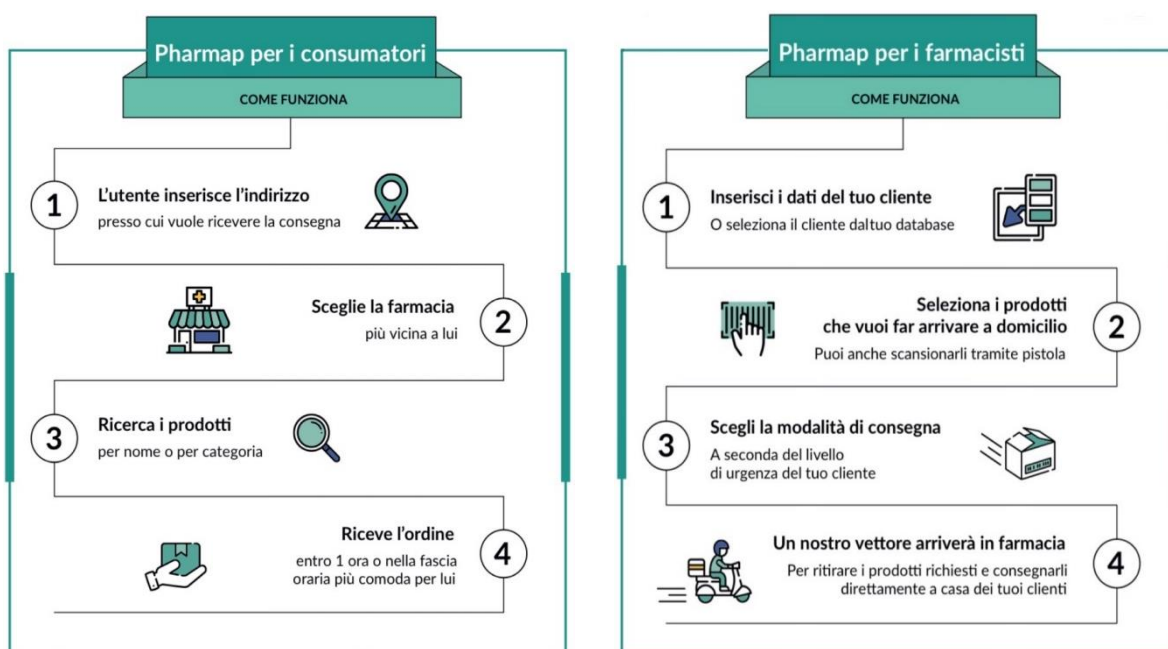 Pharmap per i consumatori
COME FUNZIONA
1
L'utente inserisce l'indirizzo
presso cui vuole ricevere la consegna
Sceglie la farmacia
più vicina a lui
2
3
Ricerca i prodotti
per nome o per categoria
Riceve l'ordine
entro 1 ora o nella fascia
oraria più comoda per lui
4
Pharmap per i farmacisti
COME FUNZIONA
1
Inserisci i dati del tuo cliente
O seleziona il cliente daltuo database
Seleziona i prodotti
che vuoi far arrivare a domicilio
Puoi anche scansionarli tramite pistola
2
3
Scegli la modalità di consegna
A seconda del livello
di urgenza del tuo cliente
Un nostro vettore arriverà in farmacia
Per ritirare i prodotti richiesti e consegnarli
direttamente a casa dei tuoi clienti
4